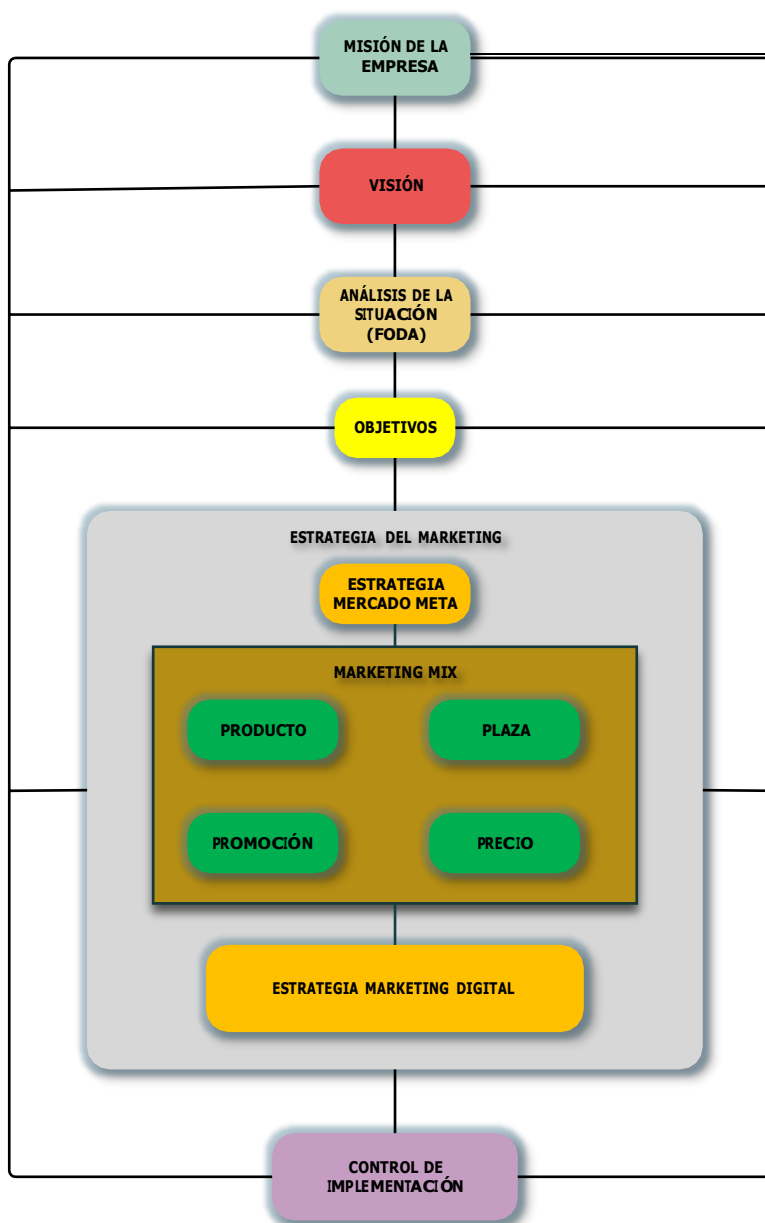 MISIÓN DE LA
EMPRESA
VISIÓN
ANÁLISIS DE LA
SITUACIÓN
(FODA)
OBJETIVOS
ESTRATEGIA DEL MARKETING
ESTRATEGIA
MERCADO META
MARKETING MIX
PRODUCTO
PLAZA
PROMOCIÓN
PRECIO
ESTRATEGIA MARKETING DIGITAL
CONTROL DE
IMPLEMENTACIÓN